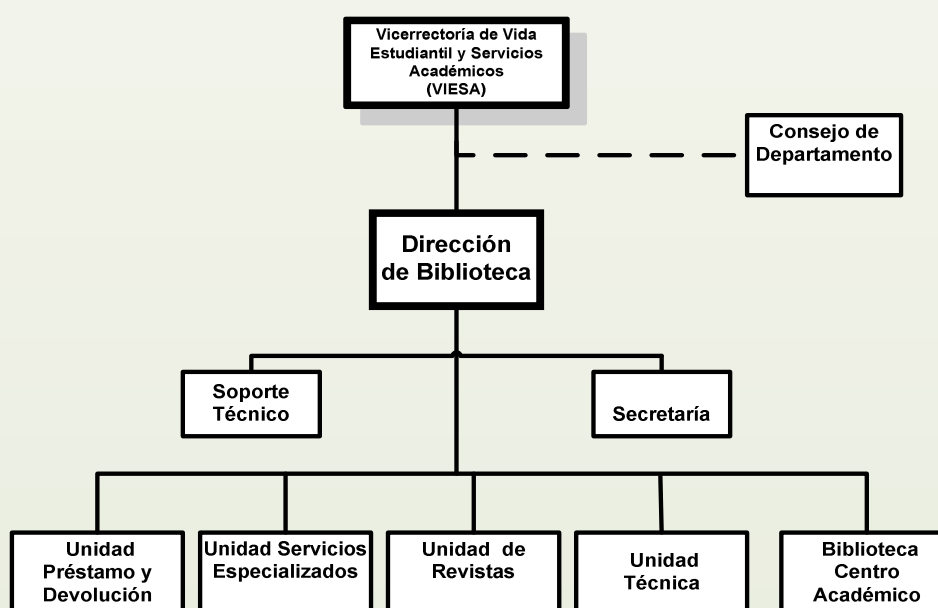 Vicerrectoría de Vida
Estudiantil y Servicios
Académicos
(VIESA)
Consejo de
Departamento
Dirección
de Biblioteca
Soporte
Técnico
Secretaría
Unidad
Préstamo y
Devolución
Unidad Servicios
Especializados
Unidad de
Revistas
Unidad
Técnica
Biblioteca
Centro
Académico